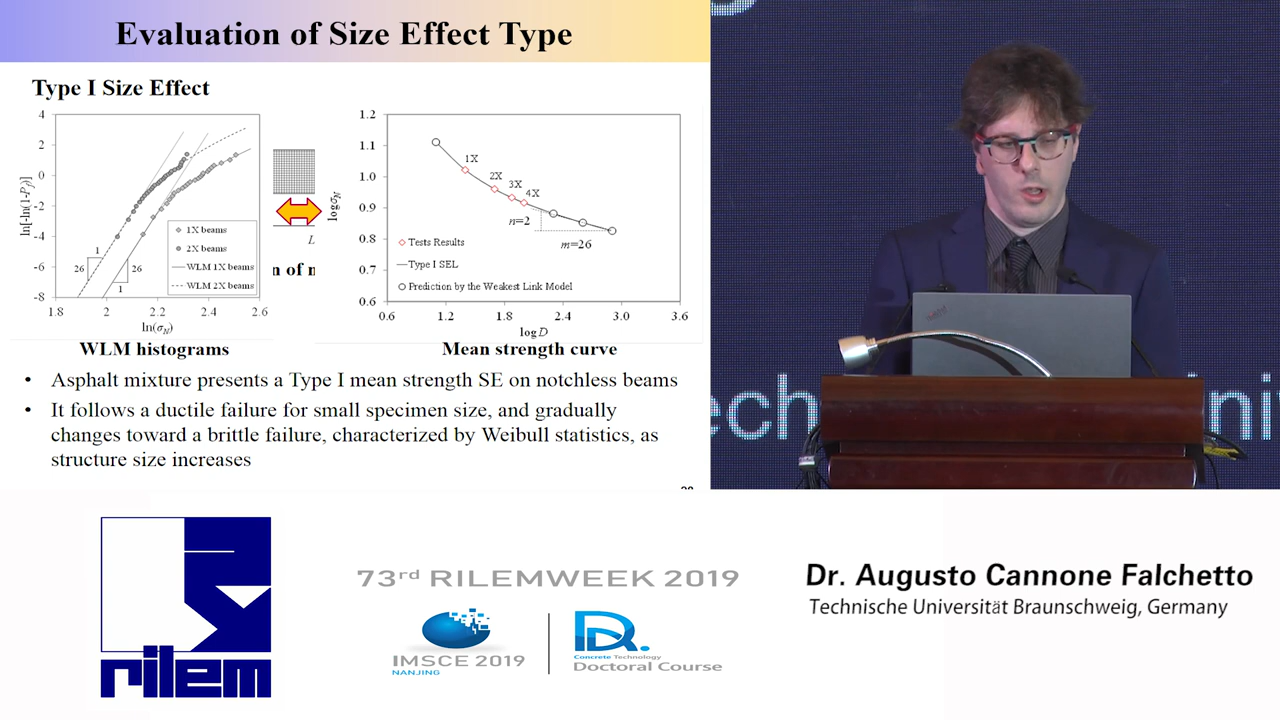 Evaluation of Size Effect Type
Type I Size Effect
4
2
0
-2
-4
-6
-8
1.8
2
2.2
2.4
2.6
ln[-ln(1-Pf)]
ln(σN)
1
26
26
1
1X beams
2X beams
WLM 1X beams
WLM 2X beams
WLM histograms
L
n of n
1.2
1.1
1.0
0.9
0.8
0.7
0.6
0.6
1.2
1.8
2.4
3.0
3.6
logσN
logD
1X
2X
3X
4X
n=2
m=26
Tests Results
Type I SEL
Prediction by the Weakest Link Model
Mean strength curve
• Asphalt mixture presents a Type I mean strength SE on notchless beams
• It follows a ductile failure for small specimen size, and gradually
changes toward a brittle failure, characterized by Weibull statistics, as
structure size increases
ech
ni
rilem
73rd RILEMWEEK 2019
IMSCE 2019
NANJING
DR.
Concrete Technology
Doctoral Course
Dr. Augusto Cannone Falchetto
Technische Universität Braunschweig, Germany